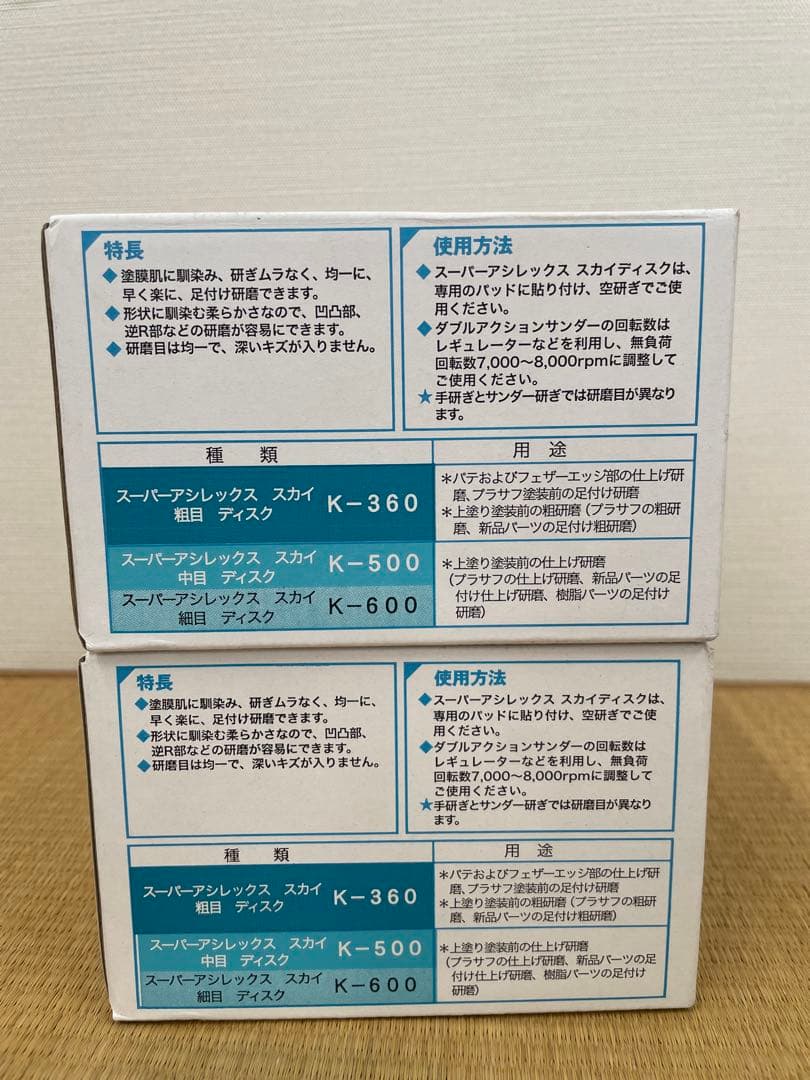 特長
◆塗膜肌に馴染み、研ぎムラなく、均一に、
早く楽に、足付け研磨できます。
◆形状に馴染む柔らかさなので、凹凸部、
逆R部などの研磨が容易にできます。
◆研磨目は均一で、深いキズが入りません。
使用方法
◆スーパーアシレックス スカイディスクは、
専用のパッドに貼り付け、空研ぎでご使
用ください。
◆ダブルアクションサンダーの回転数は
レギュレーターなどを利用し、無負荷
回転数7,000〜8,000rpmに調整して
ご使用ください。
★手研ぎとサンダー研ぎでは研磨目が異なり
ます。
種 類
用 途
スーパーアシレックス スカイ
粗目 ディスク
K-360
*パテおよびフェザーエッジ部の仕上げ研
磨、プラサフ塗装前の足付け研磨
*上塗り塗装前の粗研磨（プラサフの粗研
磨、新品パーツの足付け粗研磨）
スーパーアシレックス スカイ
中目 ディスク
K-500
スーパーアシレックス スカイ
細目 ディスク
K-600
*上塗り塗装前の仕上げ研磨
（プラサフの仕上げ研磨、新品パーツの足
付け仕上げ研磨、樹脂パーツの足付け
研磨）
特長
◆塗膜肌に馴染み、研ぎムラなく、均一に、
早く楽に、足付け研磨できます。
◆形状に馴染む柔らかさなので、凹凸部、
逆R部などの研磨が容易にできます。
◆研磨目は均一で、深いキズが入りません。
使用方法
◆スーパーアシレックス スカイディスクは、
専用のパッドに貼り付け、空研ぎでご使
用ください。
◆ダブルアクションサンダーの回転数は
レギュレーターなどを利用し、無負荷
回転数7,000〜8,000rpmに調整して
ご使用ください。
★手研ぎとサンダー研ぎでは研磨目が異なり
ます。
種 類
用 途
スーパーアシレックス スカイ
粗目 ディスク
K-360
*パテおよびフェザーエッジ部の仕上げ研
磨、プラサフ塗装前の足付け研磨
*上塗り塗装前の粗研磨（プラサフの粗研
磨、新品パーツの足付け粗研磨）
スーパーアシレックス スカイ
中目 ディスク
K-500
スーパーアシレックス スカイ
細目 ディスク
K-600
*上塗り塗装前の仕上げ研磨
（プラサフの仕上げ研磨、新品パーツの足
付け仕上げ研磨、樹脂パーツの足付け
研磨）